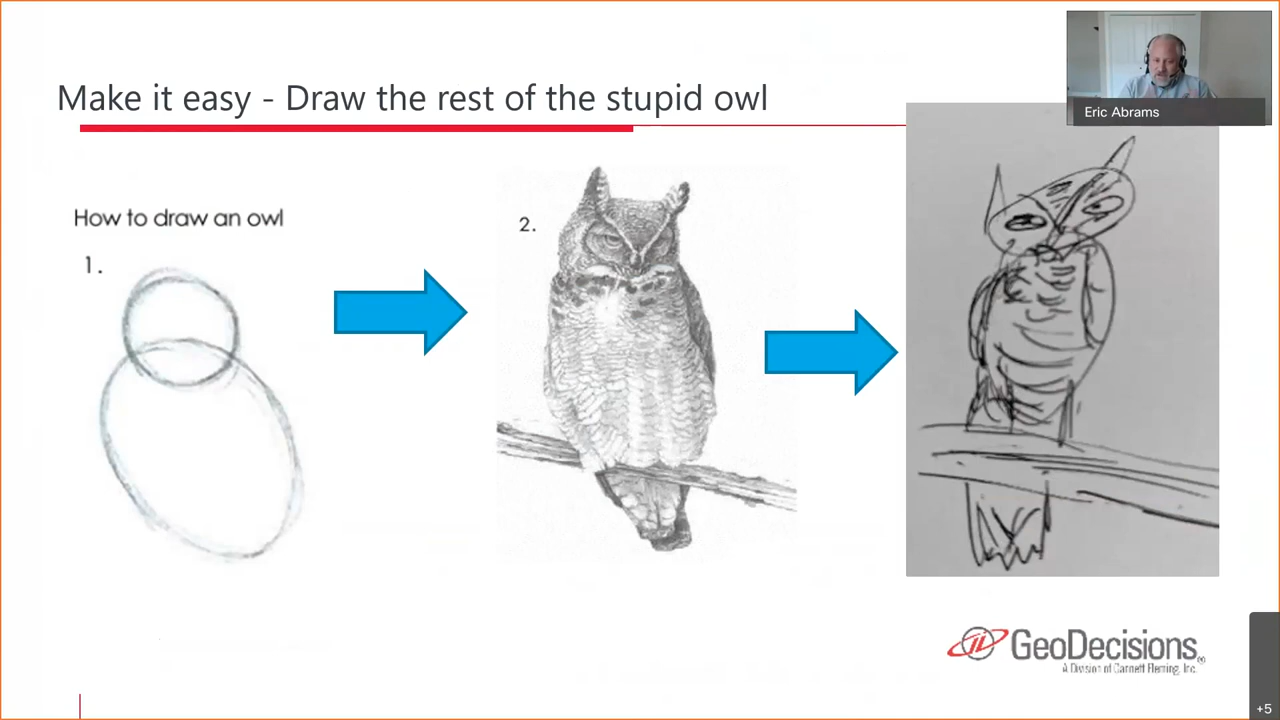 Make it easy - Draw the rest of the stupid owl
Eric Abrams
How to draw an owl
1.
2.
GeoDecisions
A Division of Gannett Fleming, Inc.
+5